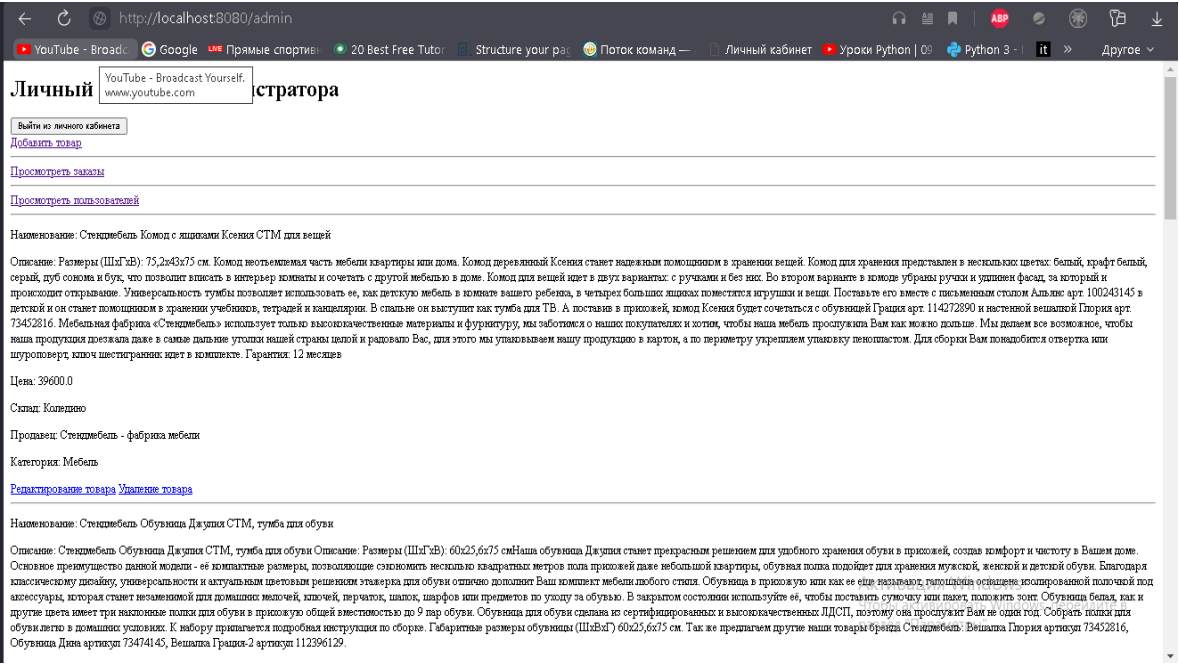 http://localhost:8080/admin
ABP
YouTube - Broadc
Google
LIVE Прямые спортивн
20 Best Free Tutor
Structure your pac
Поток команд —
Личный кабинет
Уроки Python | 09
Python 3 -
it
»
Другое
YouTube - Broadcast Yourself.
www.youtube.com
Личный истратора
Выйти из личного кабинета
Добавить товар
Просмотреть заказы
Просмотреть пользователей
Наименование: Стендмебель Комод с ящиками Ксения СТМ для вещей
Описание: Размеры (ШхГхВ): 75,2х43х75 см. Комод неотъемлемая часть мебели квартиры или дома. Комод деревянный Ксения станет надежным помощником в хранении вещей. Комод для хранения представлен в нескольких цветах: белый, крафт белый,
серый, дуб сонома и бук, что позволит вписать в интерьер комнаты и сочетать с другой мебелью в доме. Комод для вещей идет в двух вариантах: с ручками и без них. Во втором варианте в комоде убраны ручки и удлинен фасад, за который и
происходит открывание. Универсальность тумбы позволяет использовать ее, как детскую мебель в комнате вашего ребенка, в четырех больших ящиках поместятся игрушки и вещи. Поставьте его вместе с письменным столом Альянс арт. 100243145 в
детской и он станет помощником в хранении учебников, тетрадей и канцелярии. В спальне он выступит как тумба для ТВ. А поставив в прихожей, комод Ксения будет сочетаться с обувницей Грация арт. 114272890 и настенной вешалкой Глория арт.
73452816. Мебельная фабрика «Стендмебель» использует только высококачественные материалы и фурнитуру, мы заботимся о наших покупателях и хотим, чтобы наша мебель прослужила Вам как можно дольше. Мы делаем все возможное, чтобы
наша продукция доезжала даже в самые дальние уголки нашей страны целой и радовало Вас, для этого мы упаковываем нашу продукцию в картон, а по периметру укрепляем упаковку пенопластом. Для сборки Вам понадобится отвертка или
шуроповерт, ключ шестигранник идет в комплекте. Гарантия: 12 месяцев
Цена: 39600.0
Склад: Коледино
Продавец: Стендмебель - фабрика мебели
Категория: Мебель
Редактирование товара Удаление товара
Наименование: Стендмебель Обувница Джулия СТМ, тумба для обуви
Описание: Стендмебель Обувница Джулия СТМ, тумба для обуви Описание: Размеры (ШхГхВ): 60х25,6х75 смНаша обувница Джулия станет прекрасным решением для удобного хранения обуви в прихожей, создав комфорт и чистоту в Вашем доме.
Основное преимущество данной модели - её компактные размеры, позволяющие сэкономить несколько квадратных метров пола прихожей даже небольшой квартиры, обувная полка подойдет для хранения мужской, женской и детской обуви. Благодаря
классическому дизайну, универсальности и актуальным цветовым решениям этажерка для обуви отлично дополнит Ваш комплект мебели любого стиля. Обувница в прихожую или как ее еще называют, галошница оснащена изолированной полочкой под
аксессуары, которая станет незаменимой для домашних мелочей, ключей, перчаток, шапок, шарфов или предметов по уходу за обувью. В закрытом состоянии используйте её, чтобы поставить сумочку или пакет, положить зонт. Обувница белая, как и
другие цвета имеет три наклонные полки для обуви в прихожую общей вместимостью до 9 пар обуви. Обувница для обуви сделана из сертифицированных и высококачественных ЛДСП, поэтому она прослужит Вам не один год. Собрать полки для
обуви легко в домашних условиях. К набору прилагается подробная инструкция по сборке. Габаритные размеры обувницы (ШхВхГ) 60х25,6х75 см. Так же предлагаем другие наши товары бренда Стендмебель: Вешалка Глория артикул 73452816,
Обувница Дина артикул 73474145, Вешалка Грация-2 артикул 112396129.
Активация Windows
Чтобы активировать Windows, перейдите в
раздел "Параметры".